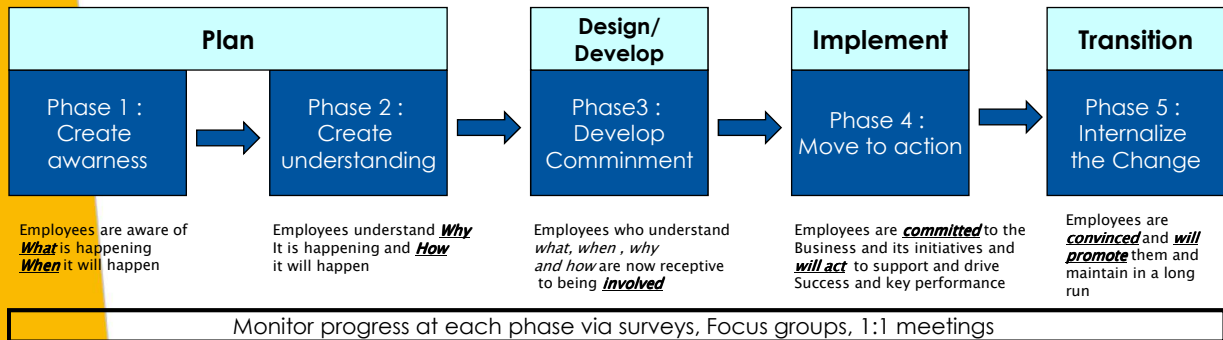 Plan
Design/
Develop
Implement
Transition
Phase 1 :
Create
awarness
Phase 2 :
Create
understanding
Phase3 :
Develop
Comminment
Phase 4 :
Move to action
Phase 5 :
Internalize
the Change
Employees are aware of
What is happening
When it will happen
Employees understand Why
It is happening and How
it will happen
Employees who understand
what, when , why
and how are now receptive
to being involved
Employees are committed to the
Business and its initiatives and
will act to support and drive
Success and key performance
Employees are
convinced and will
promote them and
maintain in a long
run
Monitor progress at each phase via surveys, Focus groups, 1:1 meetings